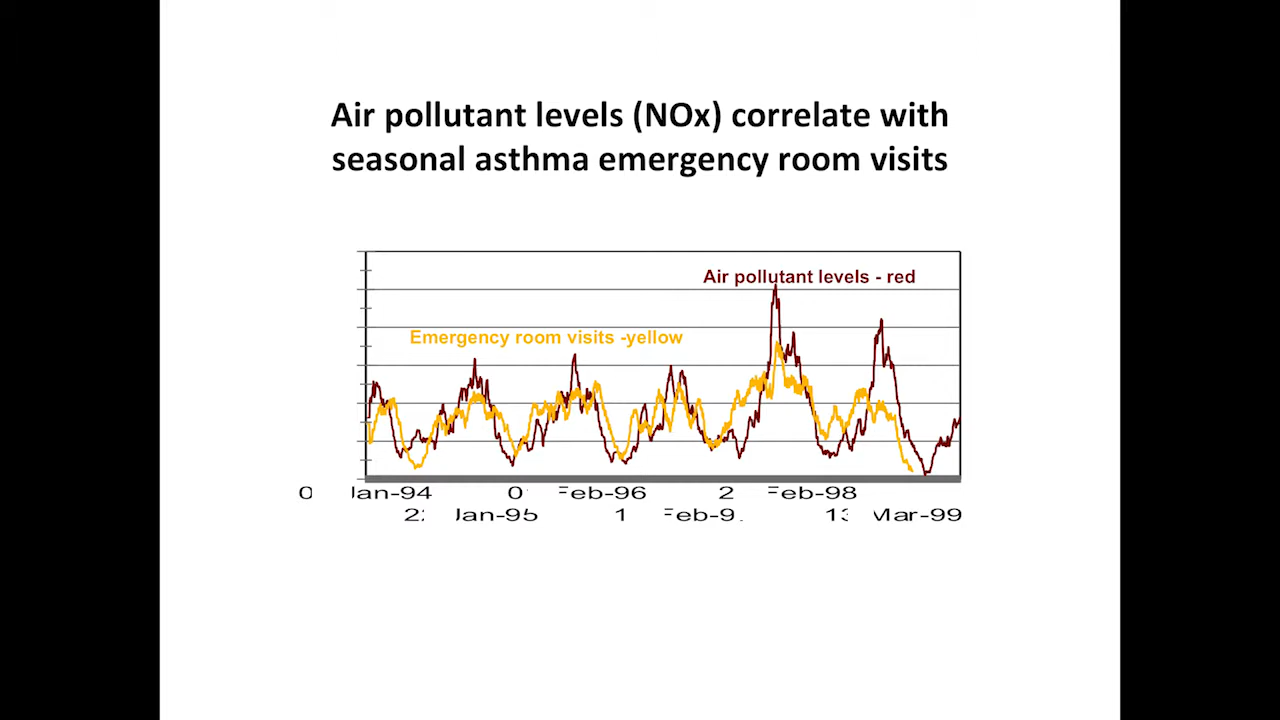 Air pollutant levels (NOx) correlate with
seasonal asthma emergency room visits
Air pollutant levels - red
Emergency room visits -yellow
0 Jan-94 0 Feb-96 2 Feb-98
2 Jan-95 1 Feb-9 13 Mar-99